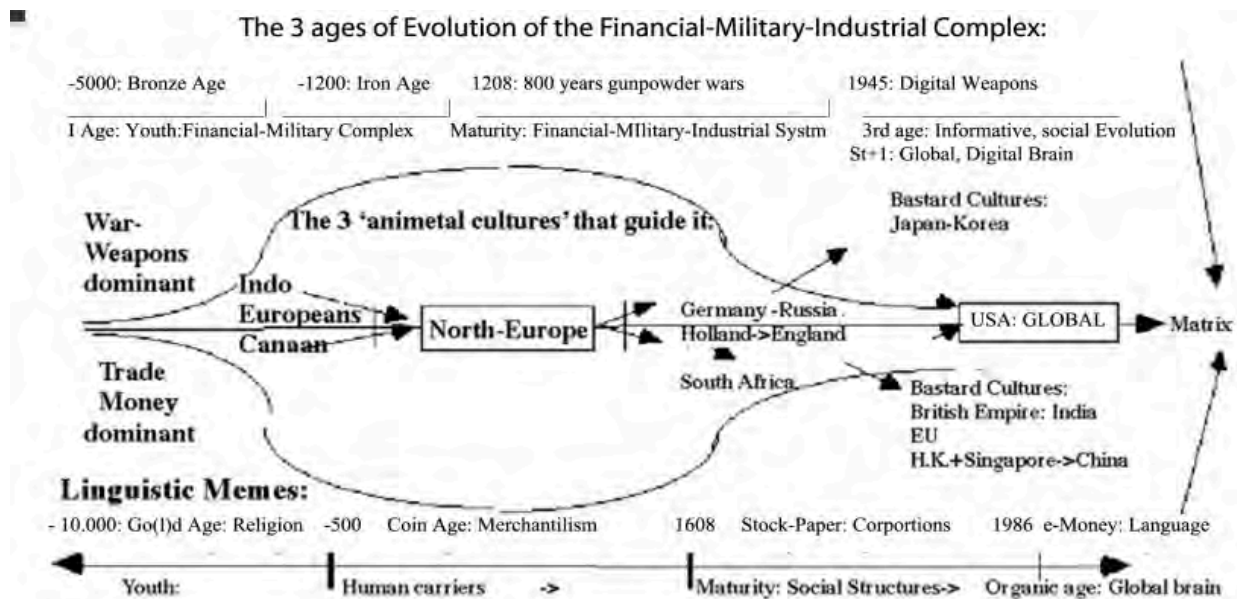 The 3 ages of Evolution of the Financial-Military-Industrial Complex:
-5000: Bronze Age
-1200: Iron Age
1208: 800 years gunpowder wars
1945: Digital Weapons
I Age: Youth:Financial-Military Complex
Maturity: Financial-MIlitary-Industrial Systm
3rd age: Informative, social Evolution
St+1: Global, Digital Brain
War-
Weapons
dominant
The 3 'animetal cultures' that guide it:
Bastard Cultures:
Japan-Korea
Indo
Europeans
Canaan
North-Europe
Germany -Russia .
Holland->England
South Africa
USA: GLOBAL
Matrix
Trade
Money
dominant
Bastard Cultures:
British Empire: India
EU
H.K.+Singapore->China
Linguistic Memes:
- 10.000: Go(l)d Age: Religion
-500
Coin Age: Merchantilism
1608
Stock-Paper: Corportions
1986 e-Money: Language
Youth:
Human carriers ->
Maturity: Social Structures->
Organic age: Global brain